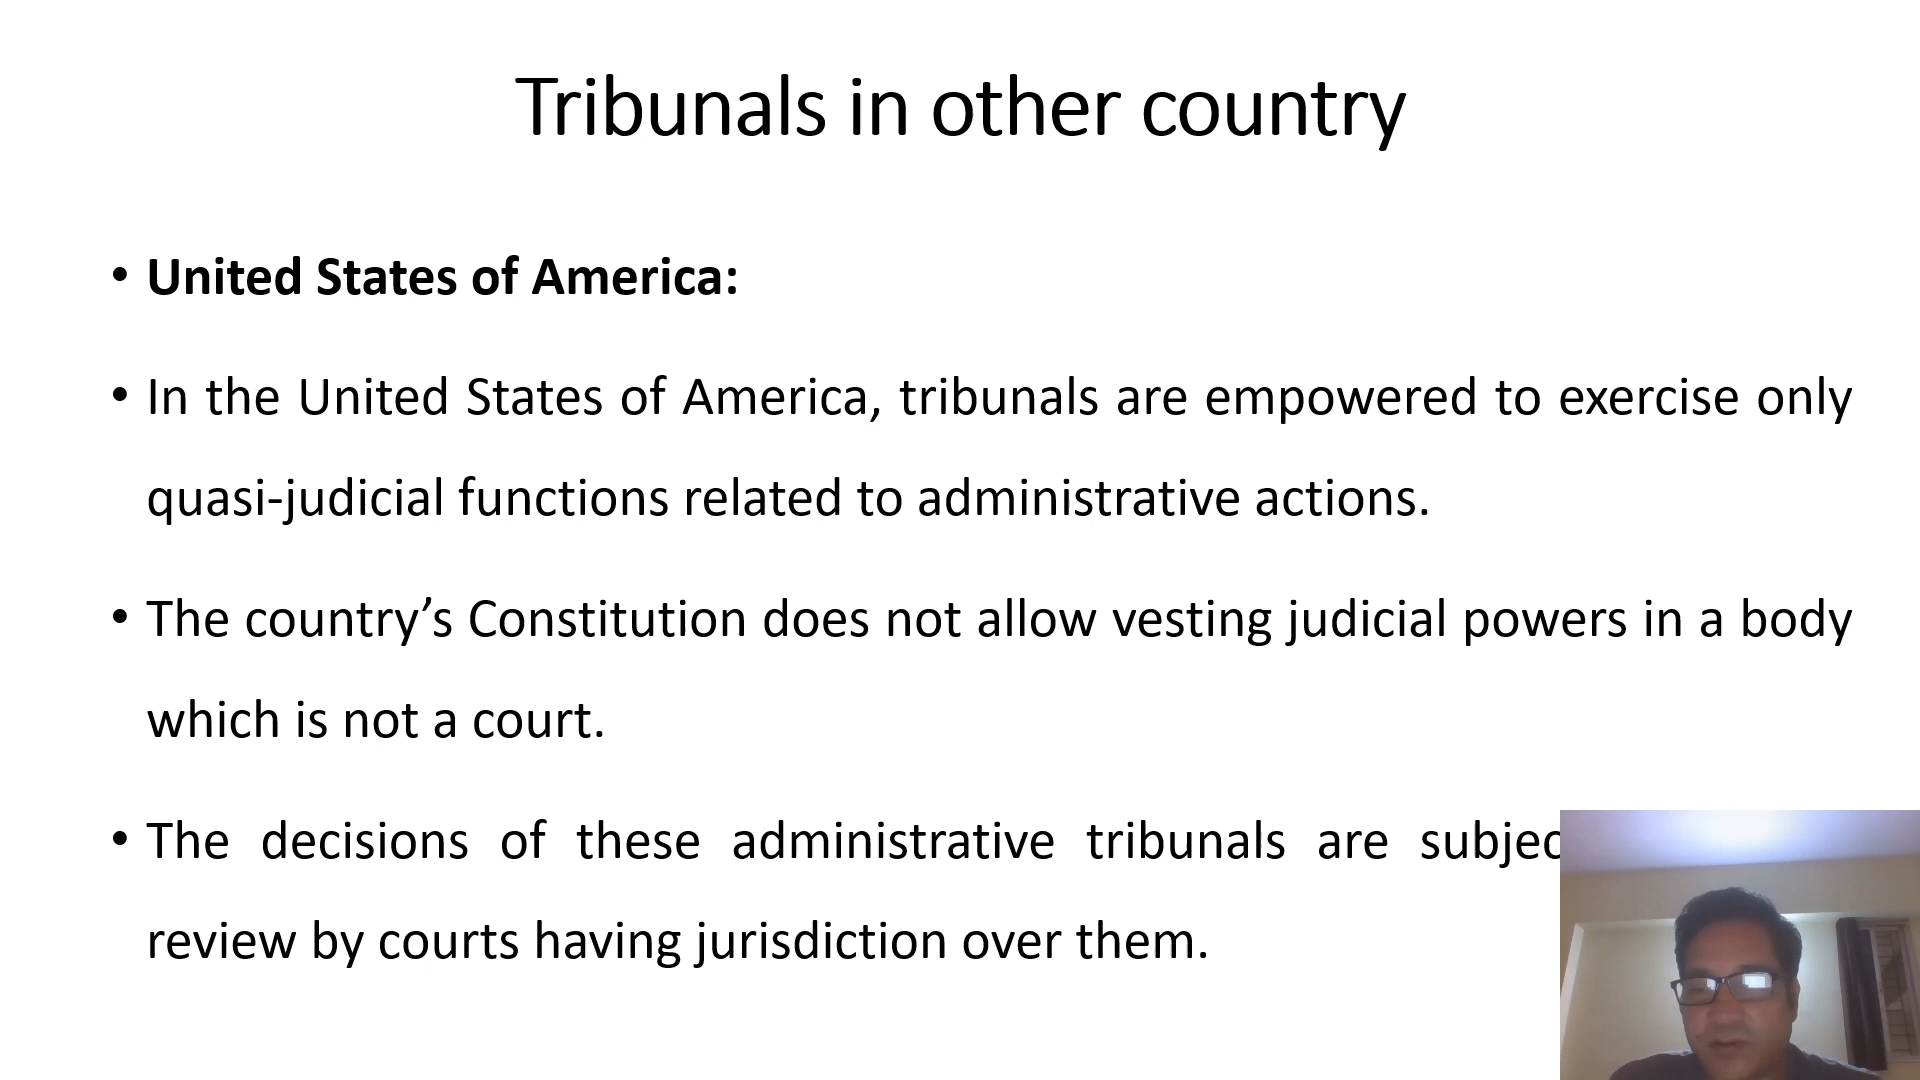 Tribunals in other country
• United States of America:
• In the United States of America, tribunals are empowered to exercise only
quasi-judicial functions related to administrative actions.
• The country’s Constitution does not allow vesting judicial powers in a body
which is not a court.
• The decisions of these administrative tribunals are
review by courts having jurisdiction over them.